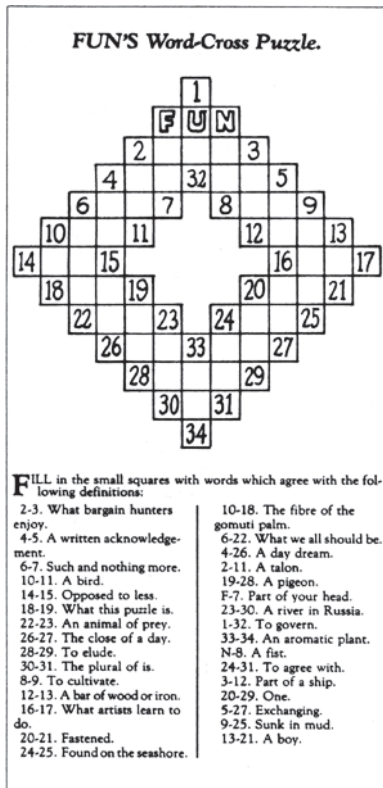 FUN'S Word-Cross Puzzle.
1
F U N
2 3
4 32 5
6 7 8 9
10 11 12 13
14 15 16 17
18 19 20 21
22 23 24 25
26 33 27
28 29
30 31
34
FILL in the small squares with words which agree with the fol-
lowing definitions:
2-3. What bargain hunters
enjoy.
4-5. A written acknowledge-
ment.
6-7. Such and nothing more.
10-11. A bird.
14-15. Opposed to less.
18-19. What this puzzle is.
22-23. An animal of prey.
26-27. The close of a day.
28-29. To elude.
30-31. The plural of is.
8-9. To cultivate.
12-13. A bar of wood or iron.
16-17. What artists learn to
do.
20-21. Fastened.
24-25. Found on the seashore.
10-18. The fibre of the
gomuti palm.
6-22. What we all should be.
4-26. A day dream.
2-11. A talon.
19-28. A pigeon.
F-7. Part of your head.
23-30. A river in Russia.
1-32. To govern.
33-34. An aromatic plant.
N-8. A fist.
24-31. To agree with.
3-12. Part of a ship.
20-29. One.
5-27. Exchanging.
9-25. Sunk in mud.
13-21. A boy.